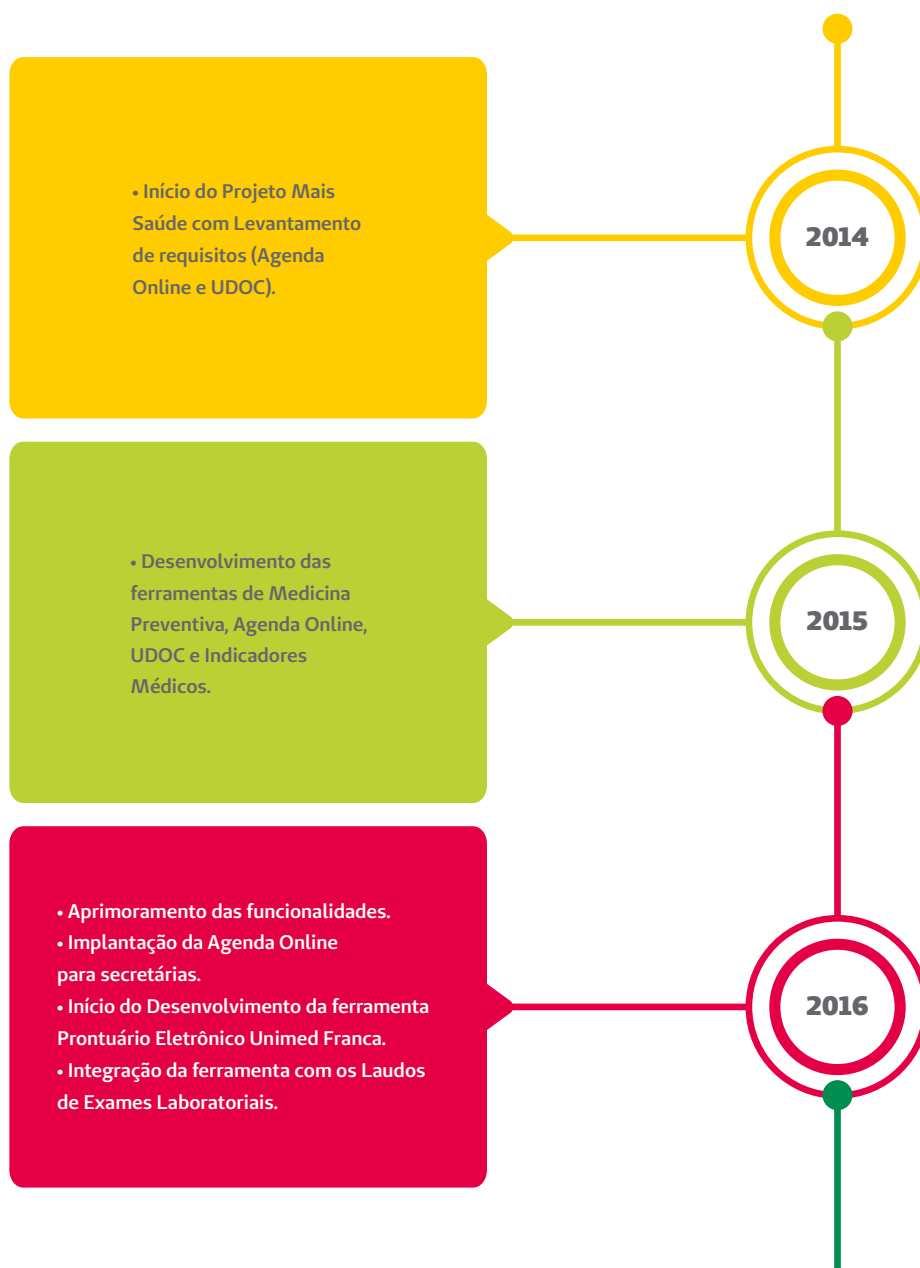 • Início do Projeto Mais
Saúde com Levantamento
de requisitos (Agenda
Online e UDOC).
2014
• Desenvolvimento das
ferramentas de Medicina
Preventiva, Agenda Online,
UDOC e Indicadores
Médicos.
2015
• Aprimoramento das funcionalidades.
• Implantação da Agenda Online
para secretárias.
• Início do Desenvolvimento da ferramenta
Prontuário Eletrônico Unimed Franca.
• Integração da ferramenta com os Laudos
de Exames Laboratoriais.
2016